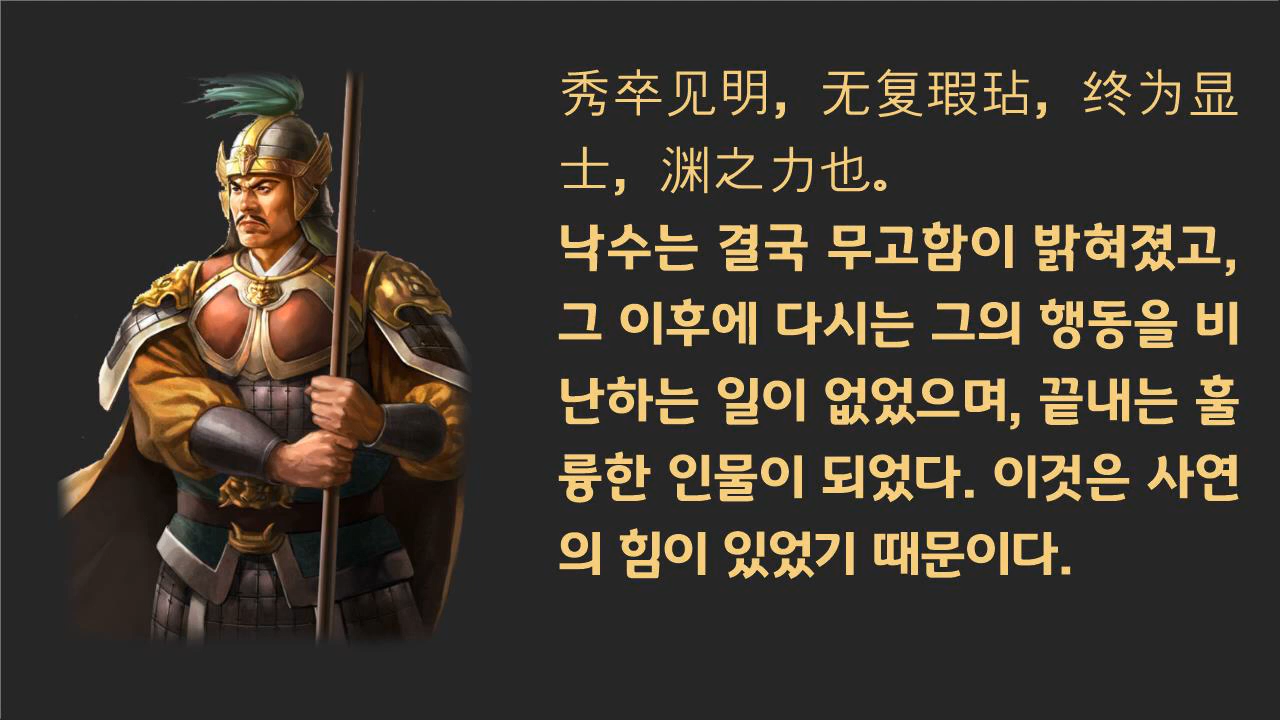 秀卒见明，无复瑕玷，终为显
士，渊之力也。
낙수는 결국 무고함이 밝혀졌고,
그 이후에 다시는 그의 행동을 비
난하는 일이 없었으며, 끝내는 훌
륭한 인물이 되었다. 이것은 사연
의 힘이 있었기 때문이다.